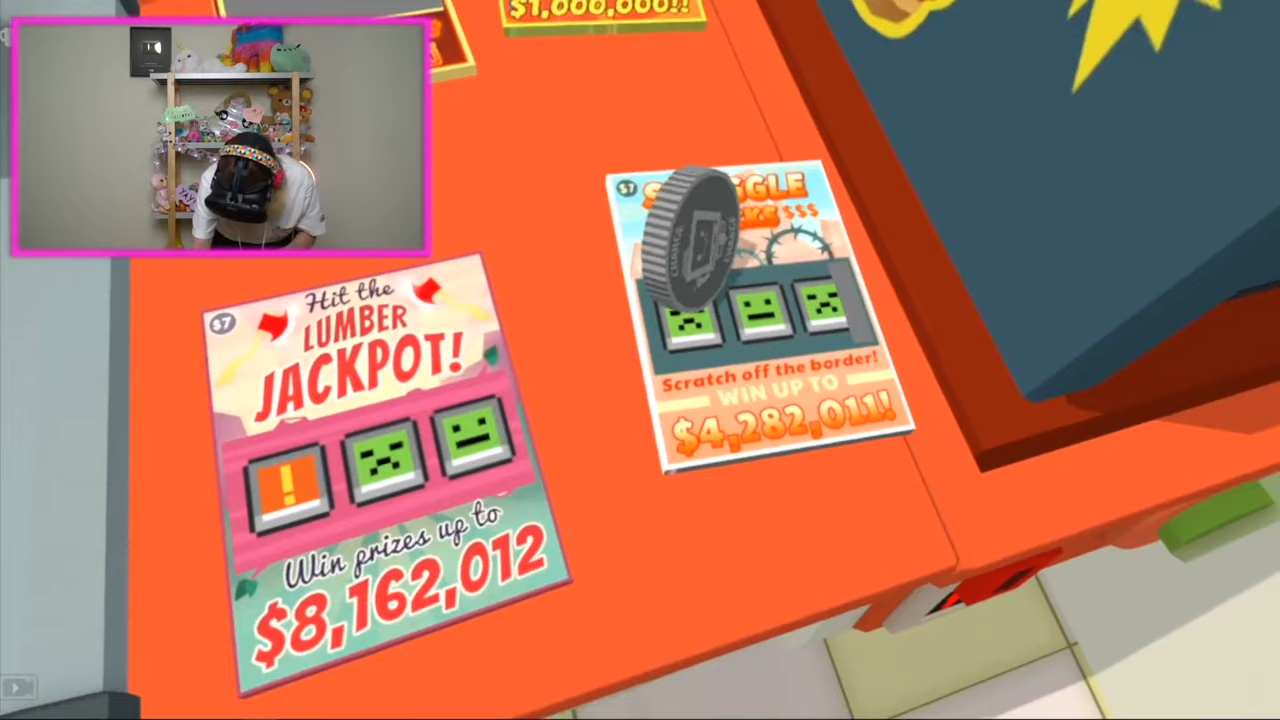 $1,000,000!!
$7
$$$
CHANGE
Scratch off the border!
WIN UP TO
$4,282,011!
$7
Hit the
LUMBER
JACKPOT!
!
Win prizes up to
$8,162,012